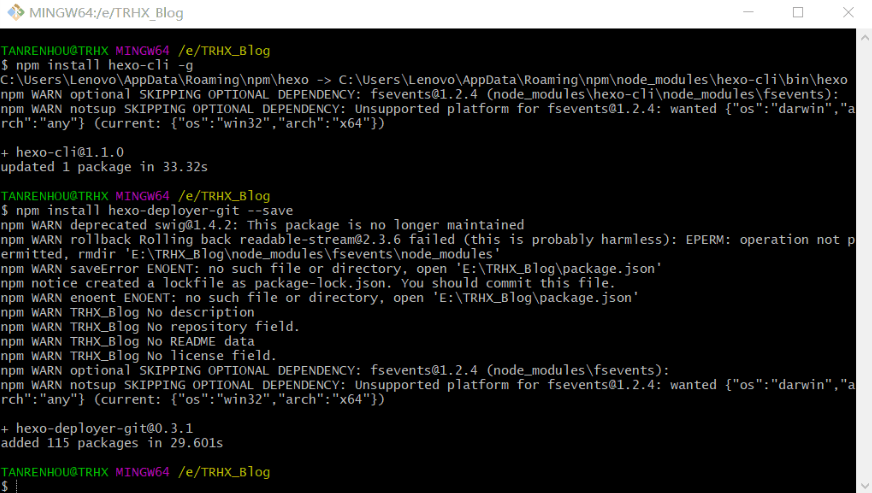 MINGW64:/e/TRHX_Blog
TANRENHOU@TRHX MINGW64 /e/TRHX_Blog
$ npm install hexo-cli -g
C:\Users\Lenovo\AppData\Roaming\npm\hexo -> C:\Users\Lenovo\AppData\Roaming\npm\node_modules\hexo-cli\bin\hexo
npm WARN optional SKIPPING OPTIONAL DEPENDENCY: fsevents@1.2.4 (node_modules\hexo-cli\node_modules\fsevents):
npm WARN notsup SKIPPING OPTIONAL DEPENDENCY: Unsupported platform for fsevents@1.2.4: wanted {"os":"darwin","a
rch":"any"} (current: {"os":"win32","arch":"x64"})
+ hexo-cli@1.1.0
updated 1 package in 33.32s
TANRENHOU@TRHX MINGW64 /e/TRHX_Blog
$ npm install hexo-deployer-git --save
npm WARN deprecated swig@1.4.2: This package is no longer maintained
npm WARN rollback Rolling back readable-stream@2.3.6 failed (this is probably harmless): EPERM: operation not p
ermitted, rmdir 'E:\TRHX_Blog\node_modules\fsevents\node_modules'
npm WARN saveError ENOENT: no such file or directory, open 'E:\TRHX_Blog\package.json'
npm notice created a lockfile as package-lock.json. You should commit this file.
npm WARN enoent ENOENT: no such file or directory, open 'E:\TRHX_Blog\package.json'
npm WARN TRHX_Blog No description
npm WARN TRHX_Blog No repository field.
npm WARN TRHX_Blog No README data
npm WARN TRHX_Blog No license field.
npm WARN optional SKIPPING OPTIONAL DEPENDENCY: fsevents@1.2.4 (node_modules\fsevents):
npm WARN notsup SKIPPING OPTIONAL DEPENDENCY: Unsupported platform for fsevents@1.2.4: wanted {"os":"darwin","a
rch":"any"} (current: {"os":"win32","arch":"x64"})
+ hexo-deployer-git@0.3.1
added 115 packages in 29.601s
TANRENHOU@TRHX MINGW64 /e/TRHX_Blog
$